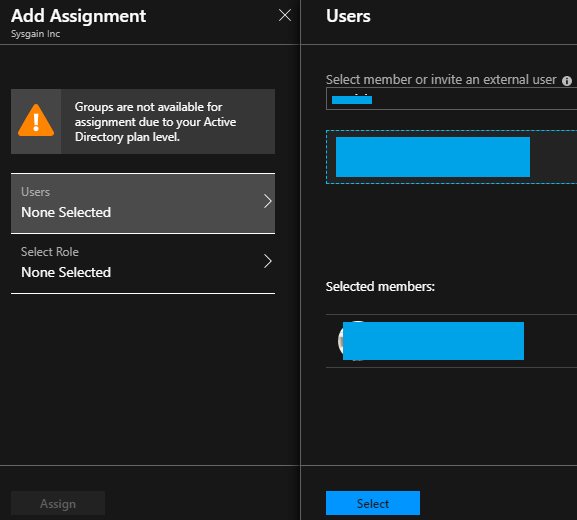 Add Assignment
Sysgain Inc
Groups are not available for
assignment due to your Active
Directory plan level.
Users
None Selected
Select Role
None Selected
Assign
Users
Select member or invite an external user
Selected members:
Select